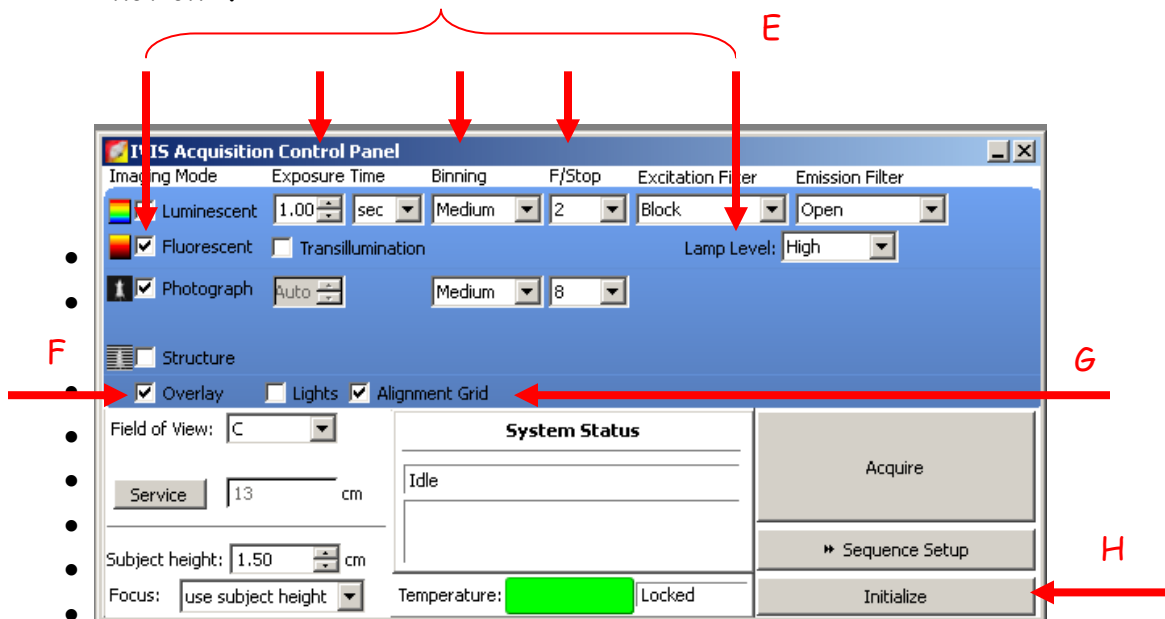 E
IVIS Acquisition Control Panel
Imaging Mode Exposure Time Binning F/Stop Excitation Filter Emission Filter
Luminescent 1.00 sec Medium 2 Block Open
Fluorescent Transillumination Lamp Level: High
Photograph Auto Medium 8
F
Structure
G
Overlay Lights Alignment Grid
Field of View: C
System Status
Acquire
Idle
Service 13 cm
Sequence Setup
H
Subject height: 1.50 cm
Focus: use subject height
Temperature: Locked
Initialize